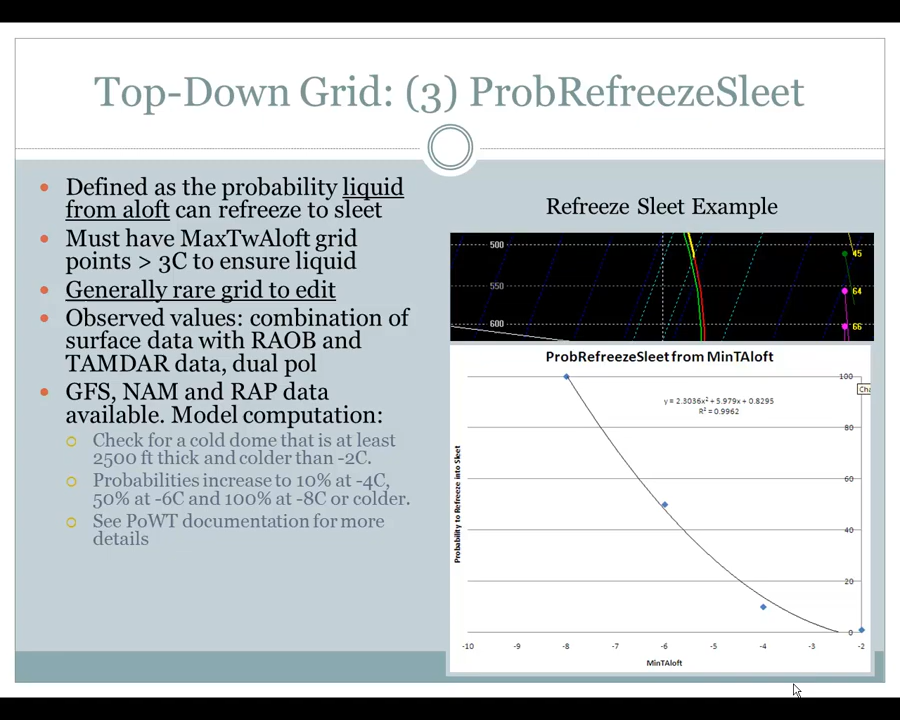 Top-Down Grid: (3) ProbRefreezeSleet
Defined as the probability liquid
from aloft can refreeze to sleet
Must have MaxTwAloft grid
points > 3C to ensure liquid
Generally rare grid to edit
Observed values: combination of
surface data with RAOB and
TAMDAR data, dual pol
GFS, NAM and RAP data
available. Model computation:
Check for a cold dome that is at least
2500 ft thick and colder than -2C.
Probabilities increase to 10% at -4C,
50% at -6C and 100% at -8C or colder.
See PoWT documentation for more
details
Refreeze Sleet Example
500
45
550
64
600
66
ProbRefreezeSleet from MinTAloft
100
Cha
y = 2.3036x² + 5.979x + 0.8295
R² = 0.9962
80
60
40
20
0
Probability to Refreeze into Sleet
-10 -9 -8 -7 -6 -5 -4 -3 -2
MinTAloft